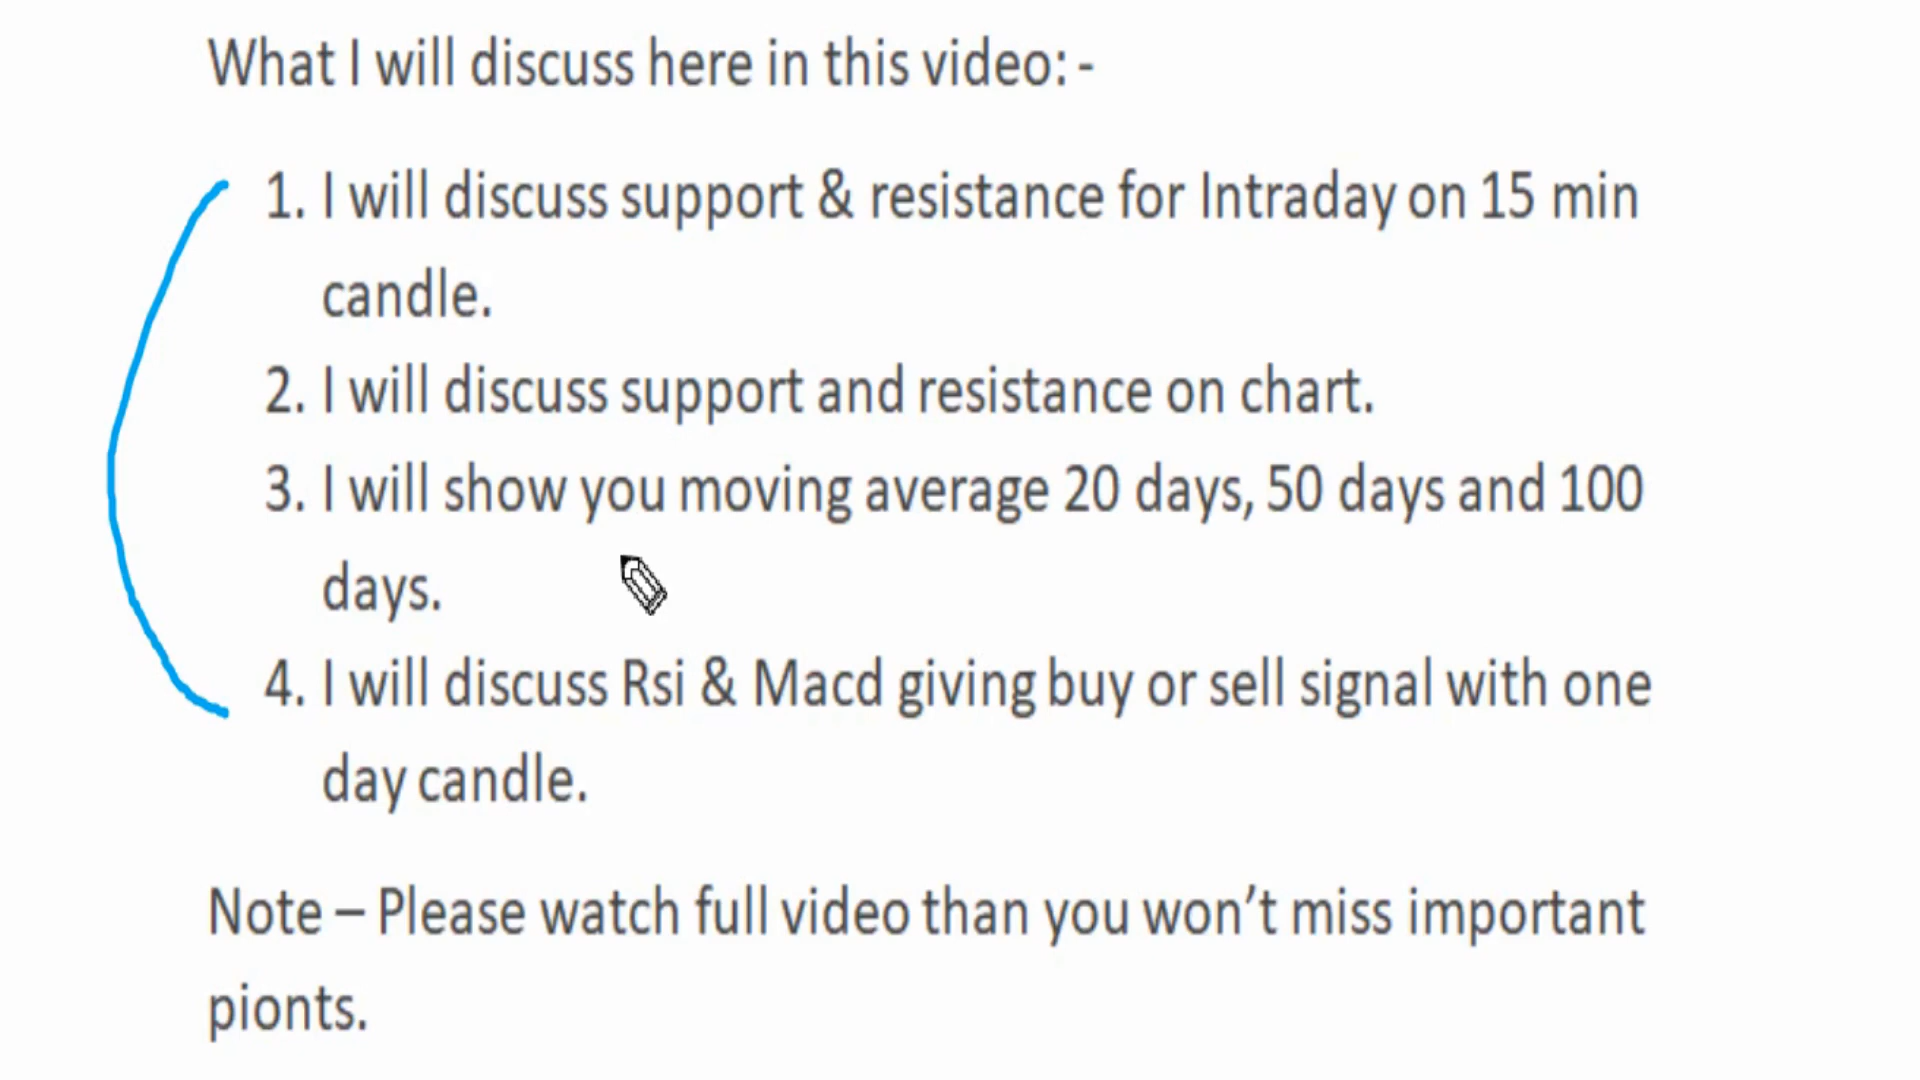 What I will discuss here in this video: -
1. I will discuss support & resistance for Intraday on 15 min
candle.
2. I will discuss support and resistance on chart.
3. I will show you moving average 20 days, 50 days and 100
days.
4. I will discuss Rsi & Macd giving buy or sell signal with one
day candle.
Note – Please watch full video than you won’t miss important
pionts.